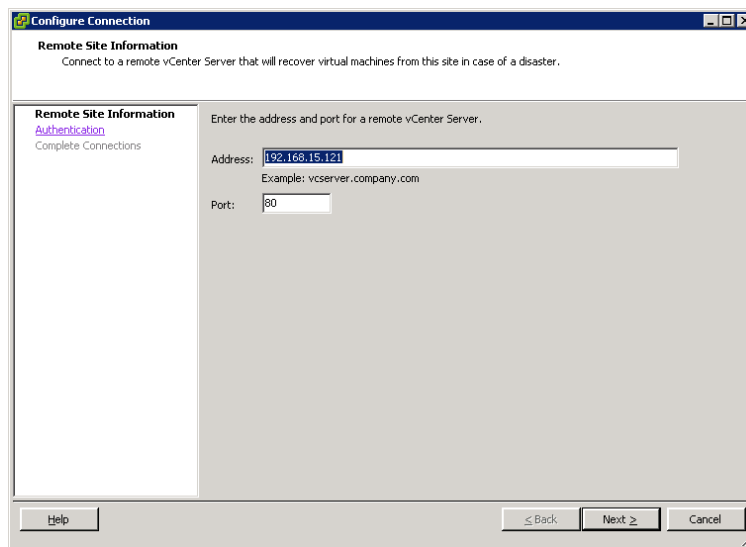 Configure Connection
Remote Site Information
Connect to a remote vCenter Server that will recover virtual machines from this site in case of a disaster.
Remote Site Information
Authentication
Complete Connections
Enter the address and port for a remote vCenter Server.
Address: 192.168.15.121
Example: vcserver.company.com
Port: 80
Help
< Back
Next >
Cancel